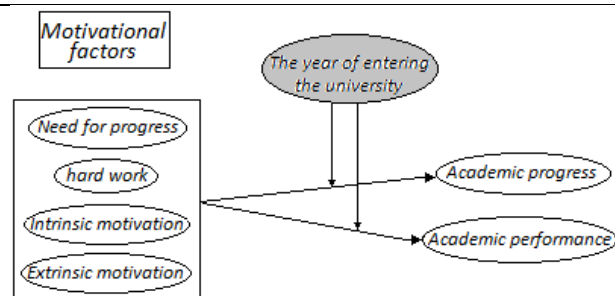 Motivational
factors
The year of entering
the university
Need for progress
hard work
Intrinsic motivation
Extrinsic motivation
Academic progress
Academic performance